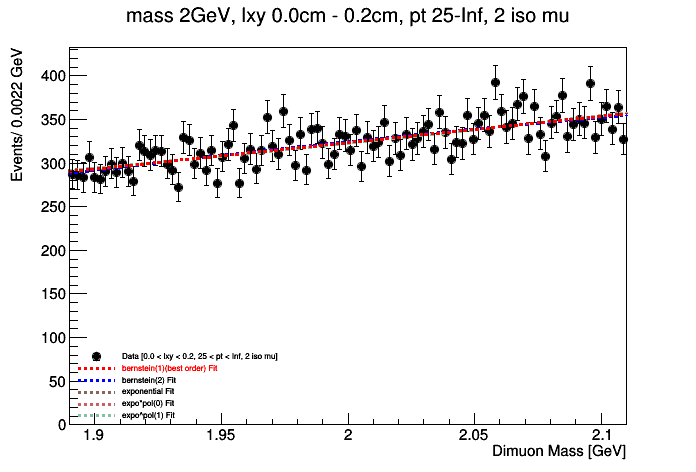 mass 2GeV, lxy 0.0cm - 0.2cm, pt 25-Inf, 2 iso mu
Events/ 0.0022 GeV
400
350
300
250
200
150
100
50
0
Data [0.0 < lxy < 0.2, 25 < pt < Inf, 2 iso mu]
bernstein(1)(best order) Fit
bernstein(2) Fit
exponential Fit
expo*pol(0) Fit
expo*pol(1) Fit
1.9 1.95 2 2.05 2.1
Dimuon Mass [GeV]